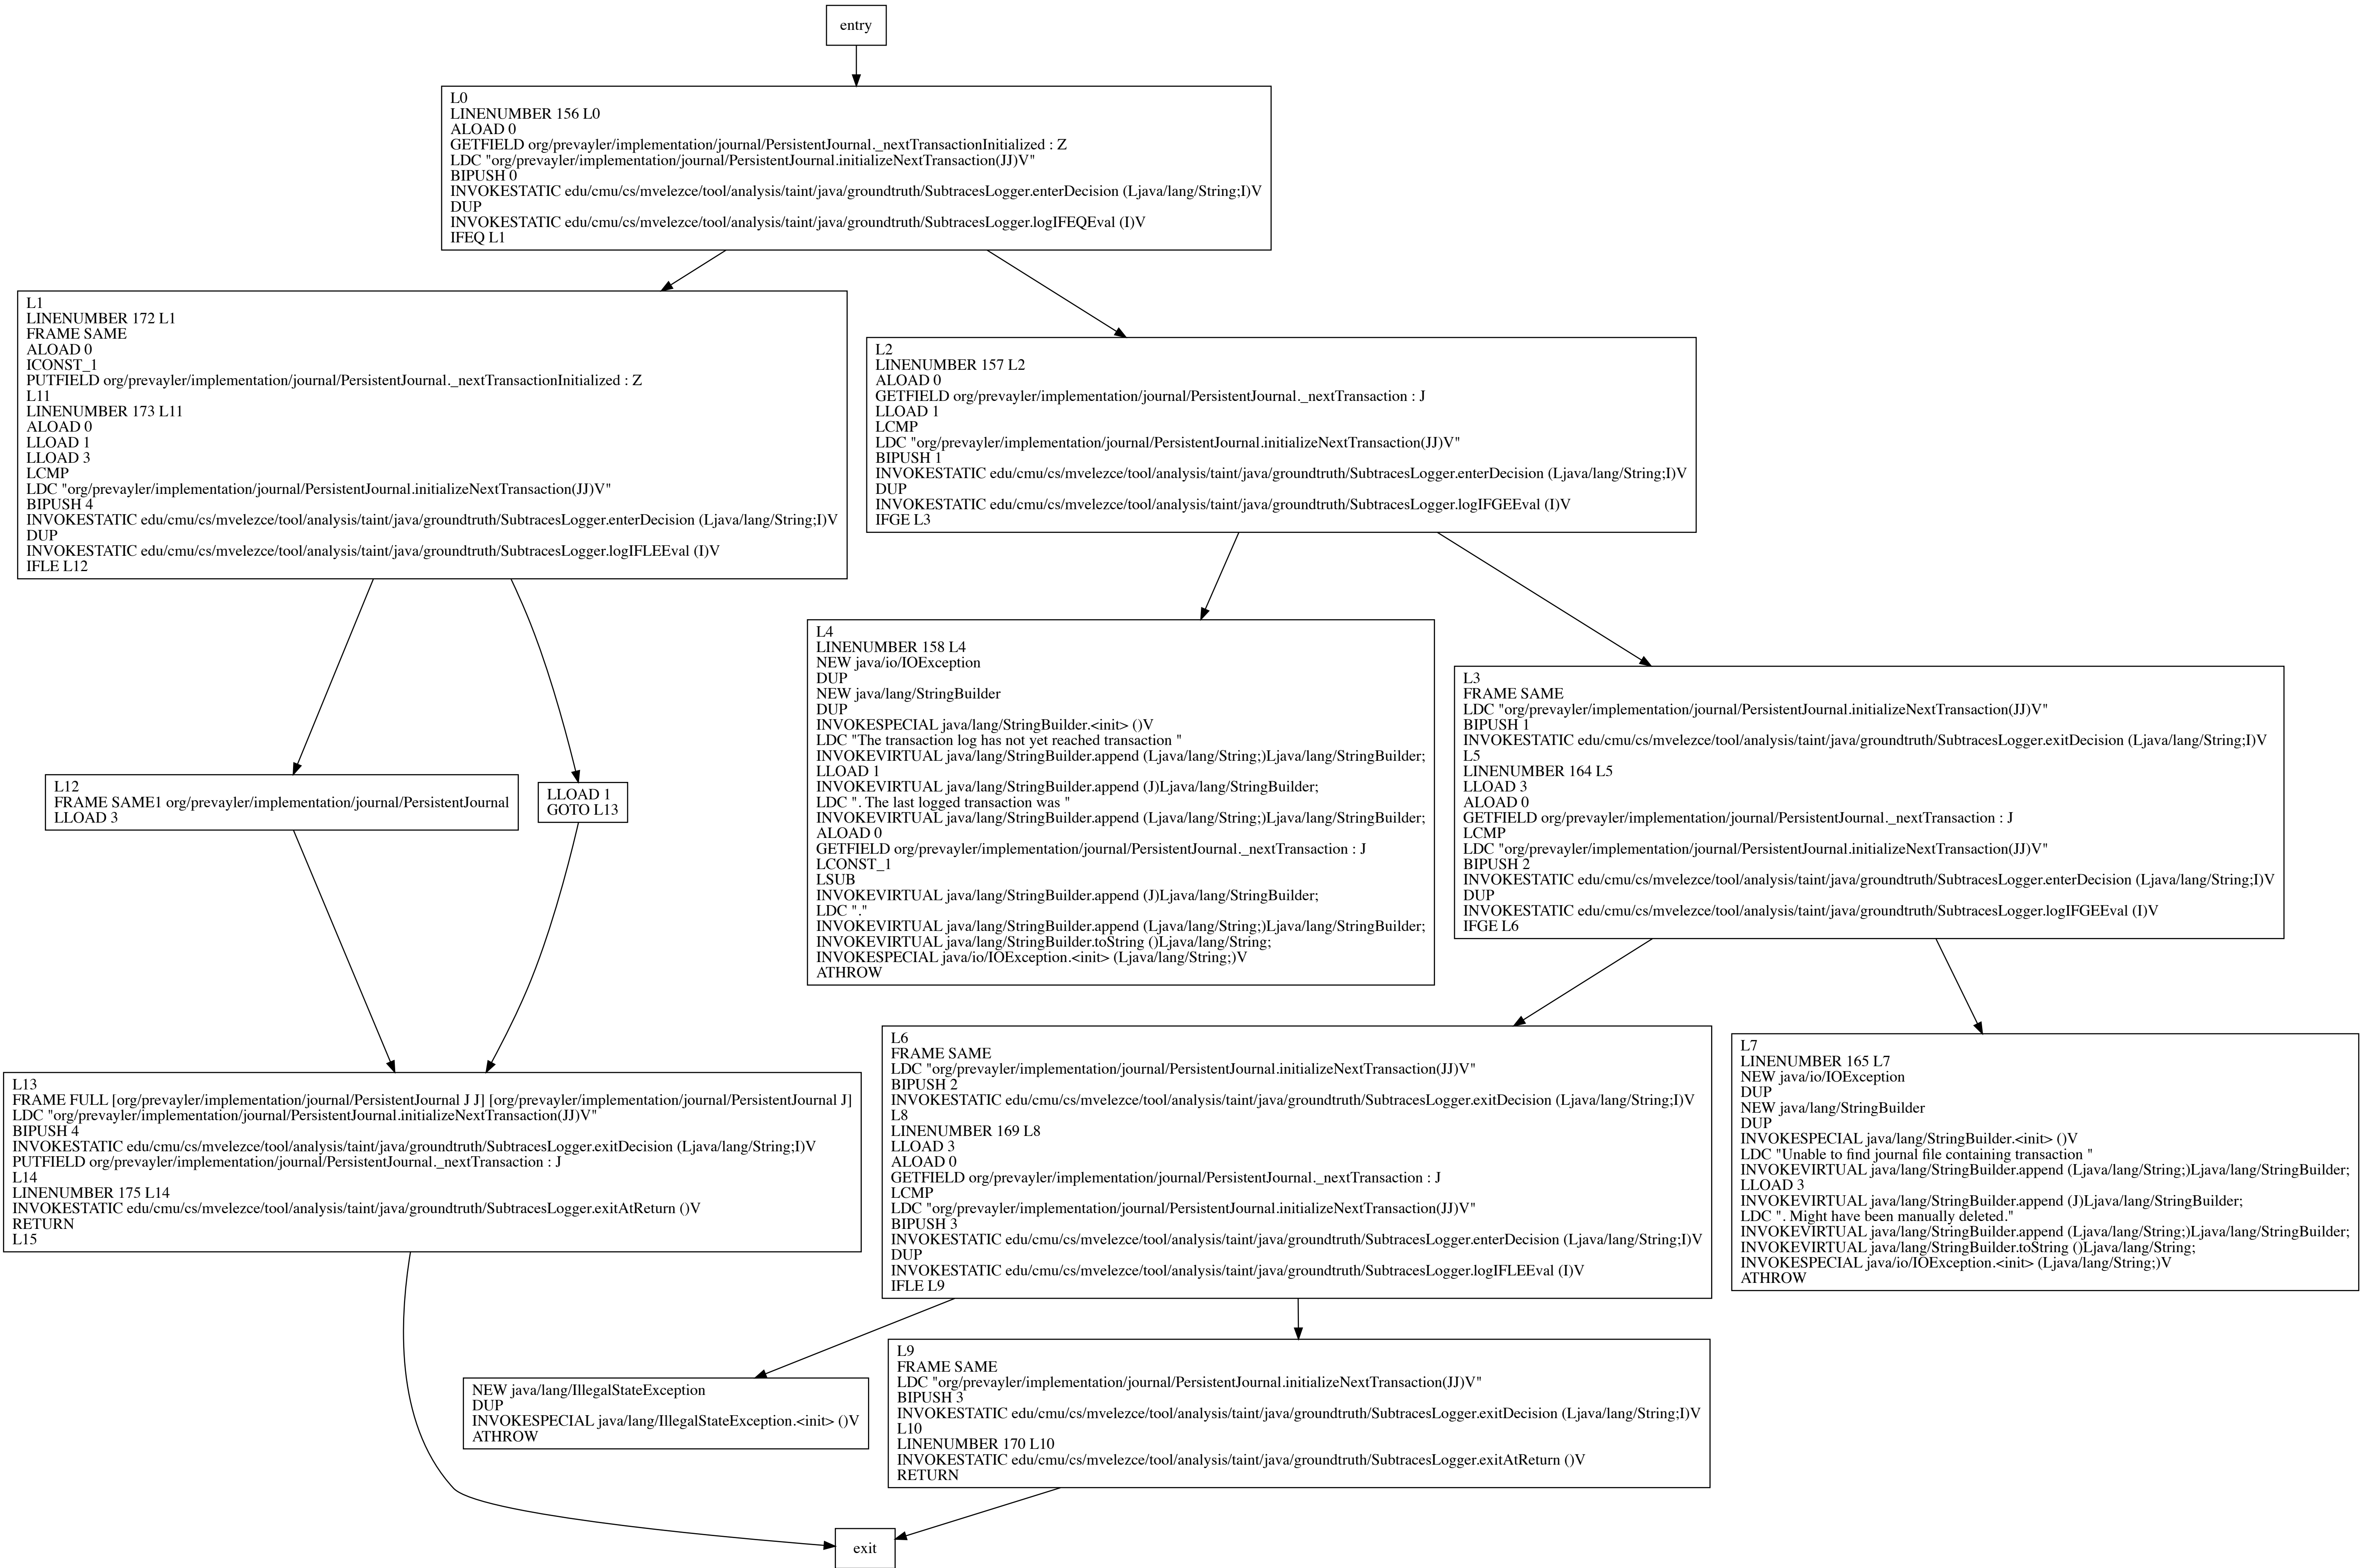 entry
L0
LINENUMBER 156 L0
ALOAD 0
GETFIELD org/prevayler/implementation/journal/PersistentJournal._nextTransactionInitialized : Z
LDC "org/prevayler/implementation/journal/PersistentJournal.initializeNextTransaction(JJ)V"
BIPUSH 0
INVOKESTATIC edu/cmu/cs/mvelezce/tool/analysis/taint/java/groundtruth/SubtracesLogger.enterDecision (Ljava/lang/String;I)V
DUP
INVOKESTATIC edu/cmu/cs/mvelezce/tool/analysis/taint/java/groundtruth/SubtracesLogger.logIFEQEval (I)V
IFEQ L1
L1
LINENUMBER 172 L1
FRAME SAME
ALOAD 0
ICONST_1
PUTFIELD org/prevayler/implementation/journal/PersistentJournal._nextTransactionInitialized : Z
L11
LINENUMBER 173 L11
ALOAD 0
LLOAD 1
LLOAD 3
LCMP
LDC "org/prevayler/implementation/journal/PersistentJournal.initializeNextTransaction(JJ)V"
BIPUSH 4
INVOKESTATIC edu/cmu/cs/mvelezce/tool/analysis/taint/java/groundtruth/SubtracesLogger.enterDecision (Ljava/lang/String;I)V
DUP
INVOKESTATIC edu/cmu/cs/mvelezce/tool/analysis/taint/java/groundtruth/SubtracesLogger.logIFLEEval (I)V
IFLE L12
L2
LINENUMBER 157 L2
ALOAD 0
GETFIELD org/prevayler/implementation/journal/PersistentJournal._nextTransaction : J
LLOAD 1
LCMP
LDC "org/prevayler/implementation/journal/PersistentJournal.initializeNextTransaction(JJ)V"
BIPUSH 1
INVOKESTATIC edu/cmu/cs/mvelezce/tool/analysis/taint/java/groundtruth/SubtracesLogger.enterDecision (Ljava/lang/String;I)V
DUP
INVOKESTATIC edu/cmu/cs/mvelezce/tool/analysis/taint/java/groundtruth/SubtracesLogger.logIFGEEval (I)V
IFGE L3
L4
LINENUMBER 158 L4
NEW java/io/IOException
DUP
NEW java/lang/StringBuilder
DUP
INVOKESPECIAL java/lang/StringBuilder.<init> ()V
LDC "The transaction log has not yet reached transaction "
INVOKEVIRTUAL java/lang/StringBuilder.append (Ljava/lang/String;)Ljava/lang/StringBuilder;
LLOAD 1
INVOKEVIRTUAL java/lang/StringBuilder.append (J)Ljava/lang/StringBuilder;
LDC ". The last logged transaction was "
INVOKEVIRTUAL java/lang/StringBuilder.append (Ljava/lang/String;)Ljava/lang/StringBuilder;
ALOAD 0
GETFIELD org/prevayler/implementation/journal/PersistentJournal._nextTransaction : J
LCONST_1
LSUB
INVOKEVIRTUAL java/lang/StringBuilder.append (J)Ljava/lang/StringBuilder;
LDC "."
INVOKEVIRTUAL java/lang/StringBuilder.append (Ljava/lang/String;)Ljava/lang/StringBuilder;
INVOKEVIRTUAL java/lang/StringBuilder.toString ()Ljava/lang/String;
INVOKESPECIAL java/io/IOException.<init> (Ljava/lang/String;)V
ATHROW
L3
FRAME SAME
LDC "org/prevayler/implementation/journal/PersistentJournal.initializeNextTransaction(JJ)V"
BIPUSH 1
INVOKESTATIC edu/cmu/cs/mvelezce/tool/analysis/taint/java/groundtruth/SubtracesLogger.exitDecision (Ljava/lang/String;I)V
L5
LINENUMBER 164 L5
LLOAD 3
ALOAD 0
GETFIELD org/prevayler/implementation/journal/PersistentJournal._nextTransaction : J
LCMP
LDC "org/prevayler/implementation/journal/PersistentJournal.initializeNextTransaction(JJ)V"
BIPUSH 2
INVOKESTATIC edu/cmu/cs/mvelezce/tool/analysis/taint/java/groundtruth/SubtracesLogger.enterDecision (Ljava/lang/String;I)V
DUP
INVOKESTATIC edu/cmu/cs/mvelezce/tool/analysis/taint/java/groundtruth/SubtracesLogger.logIFGEEval (I)V
IFGE L6
L12
FRAME SAME1 org/prevayler/implementation/journal/PersistentJournal
LLOAD 3
LLOAD 1
GOTO L13
L13
FRAME FULL [org/prevayler/implementation/journal/PersistentJournal J J] [org/prevayler/implementation/journal/PersistentJournal J]
LDC "org/prevayler/implementation/journal/PersistentJournal.initializeNextTransaction(JJ)V"
BIPUSH 4
INVOKESTATIC edu/cmu/cs/mvelezce/tool/analysis/taint/java/groundtruth/SubtracesLogger.exitDecision (Ljava/lang/String;I)V
PUTFIELD org/prevayler/implementation/journal/PersistentJournal._nextTransaction : J
L14
LINENUMBER 175 L14
INVOKESTATIC edu/cmu/cs/mvelezce/tool/analysis/taint/java/groundtruth/SubtracesLogger.exitAtReturn ()V
RETURN
L15
L6
FRAME SAME
LDC "org/prevayler/implementation/journal/PersistentJournal.initializeNextTransaction(JJ)V"
BIPUSH 2
INVOKESTATIC edu/cmu/cs/mvelezce/tool/analysis/taint/java/groundtruth/SubtracesLogger.exitDecision (Ljava/lang/String;I)V
L8
LINENUMBER 169 L8
LLOAD 3
ALOAD 0
GETFIELD org/prevayler/implementation/journal/PersistentJournal._nextTransaction : J
LCMP
LDC "org/prevayler/implementation/journal/PersistentJournal.initializeNextTransaction(JJ)V"
BIPUSH 3
INVOKESTATIC edu/cmu/cs/mvelezce/tool/analysis/taint/java/groundtruth/SubtracesLogger.enterDecision (Ljava/lang/String;I)V
DUP
INVOKESTATIC edu/cmu/cs/mvelezce/tool/analysis/taint/java/groundtruth/SubtracesLogger.logIFLEEval (I)V
IFLE L9
L7
LINENUMBER 165 L7
NEW java/io/IOException
DUP
NEW java/lang/StringBuilder
DUP
INVOKESPECIAL java/lang/StringBuilder.<init> ()V
LDC "Unable to find journal file containing transaction "
INVOKEVIRTUAL java/lang/StringBuilder.append (Ljava/lang/String;)Ljava/lang/StringBuilder;
LLOAD 3
INVOKEVIRTUAL java/lang/StringBuilder.append (J)Ljava/lang/StringBuilder;
LDC ". Might have been manually deleted."
INVOKEVIRTUAL java/lang/StringBuilder.append (Ljava/lang/String;)Ljava/lang/StringBuilder;
INVOKEVIRTUAL java/lang/StringBuilder.toString ()Ljava/lang/String;
INVOKESPECIAL java/io/IOException.<init> (Ljava/lang/String;)V
ATHROW
NEW java/lang/IllegalStateException
DUP
INVOKESPECIAL java/lang/IllegalStateException.<init> ()V
ATHROW
L9
FRAME SAME
LDC "org/prevayler/implementation/journal/PersistentJournal.initializeNextTransaction(JJ)V"
BIPUSH 3
INVOKESTATIC edu/cmu/cs/mvelezce/tool/analysis/taint/java/groundtruth/SubtracesLogger.exitDecision (Ljava/lang/String;I)V
L10
LINENUMBER 170 L10
INVOKESTATIC edu/cmu/cs/mvelezce/tool/analysis/taint/java/groundtruth/SubtracesLogger.exitAtReturn ()V
RETURN
exit